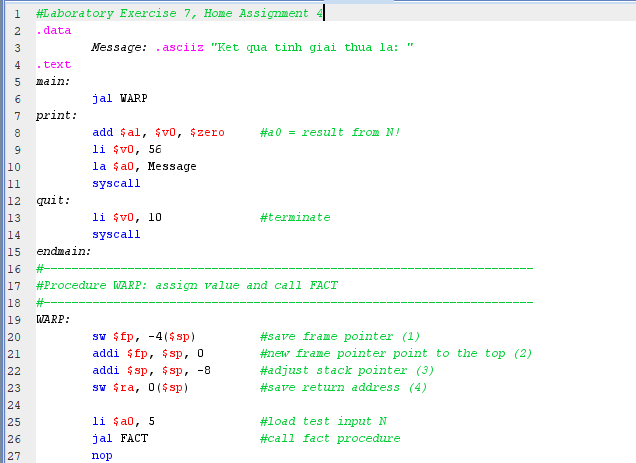 1 #Laboratory Exercise 7, Home Assignment 4
2 .data
3 Message: .asciiz "Ket qua tinh giai thua la: "
4 .text
5 main:
6 jal WARP
7 print:
8 add $a1, $v0, $zero #a0 = result from N!
9 li $v0, 56
10 la $a0, Message
11 syscall
12 quit:
13 li $v0, 10 #terminate
14 syscall
15 endmain:
16 #----------------------------------------------------------------------
17 #Procedure WARP: assign value and call FACT
18 #----------------------------------------------------------------------
19 WARP:
20 sw $fp, -4($sp) #save frame pointer (1)
21 addi $fp, $sp, 0 #new frame pointer point to the top (2)
22 addi $sp, $sp, -8 #adjust stack pointer (3)
23 sw $ra, 0($sp) #save return address (4)
24
25 li $a0, 5 #load test input N
26 jal FACT #call fact procedure
27 nop